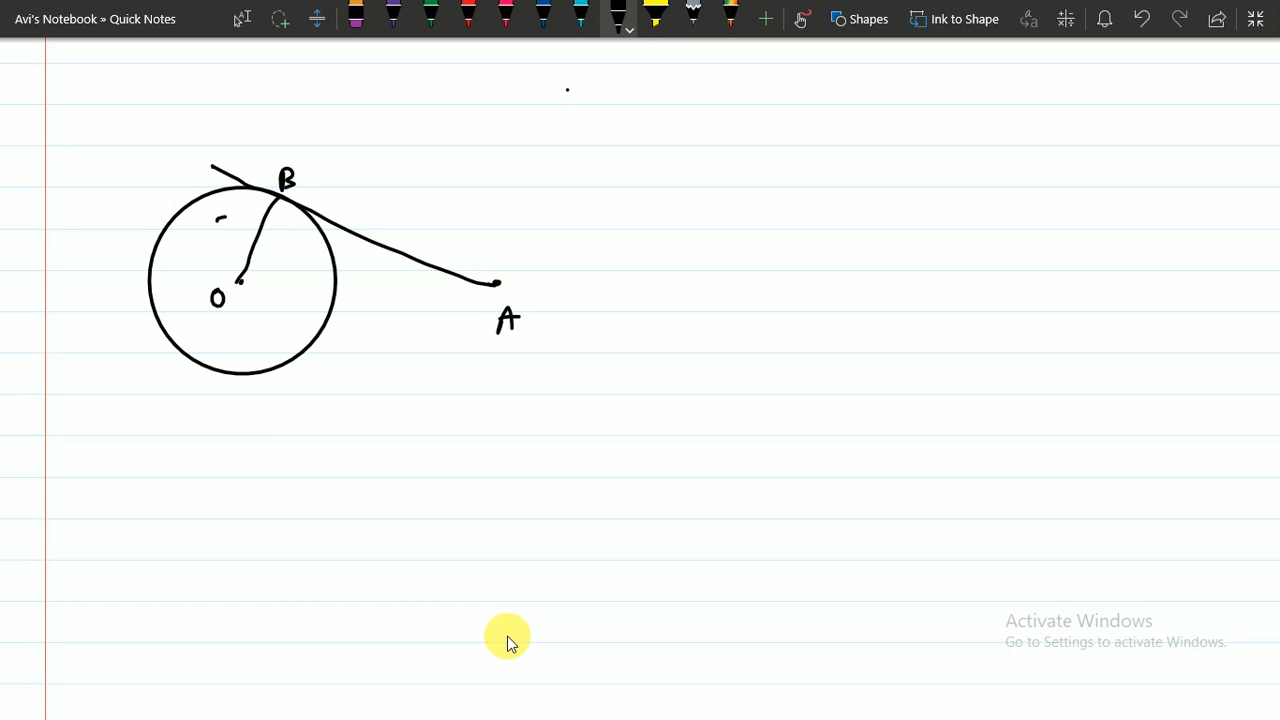 Avi's Notebook » Quick Notes
Shapes
Ink to Shape
B
O
A
Activate Windows
Go to Settings to activate Windows.